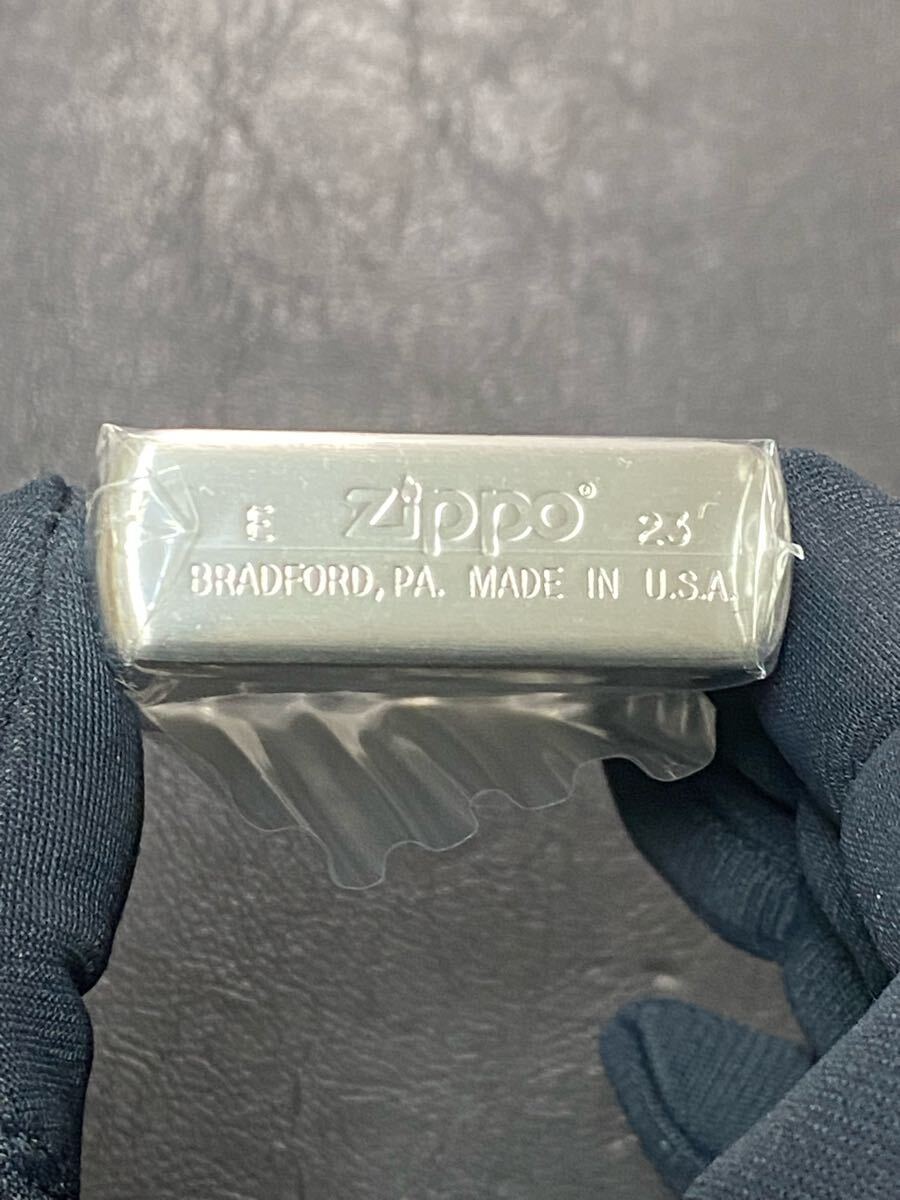 E Zippo® 23
BRADFORD, PA. MADE IN U.S.A.